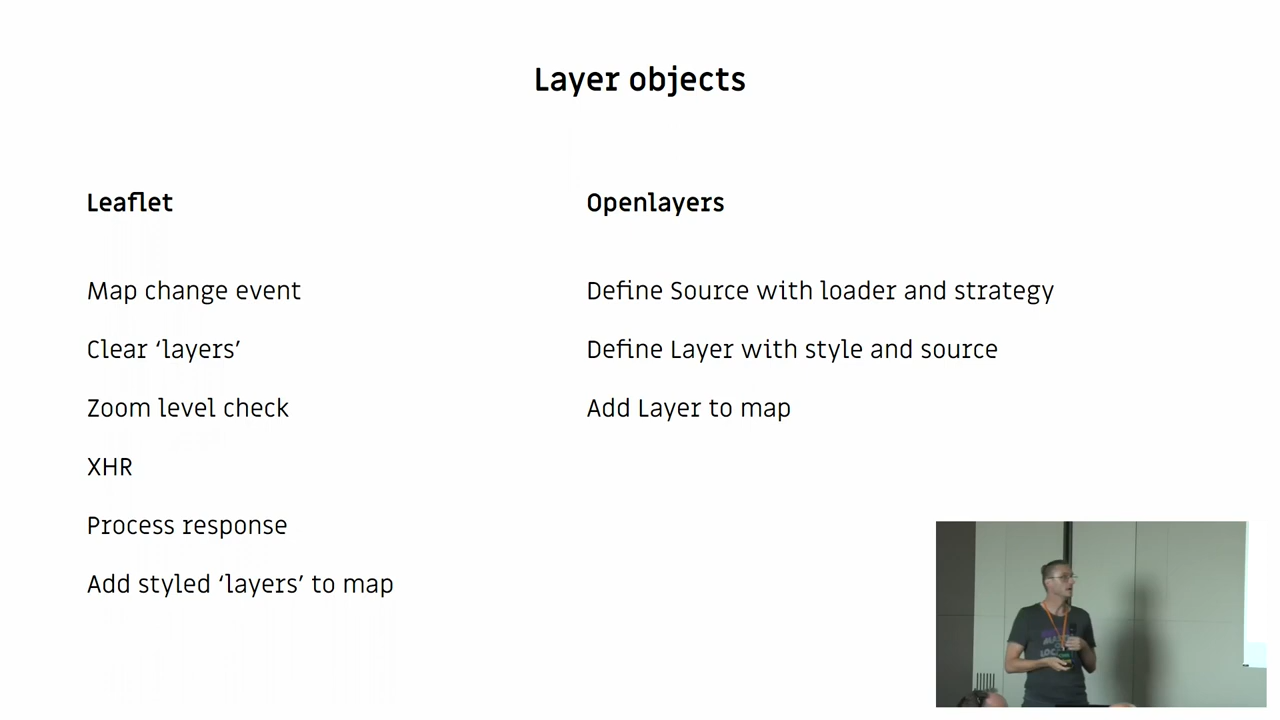 Layer objects
Leaflet
Map change event
Clear ‘layers’
Zoom level check
XHR
Process response
Add styled ‘layers’ to map
Openlayers
Define Source with loader and strategy
Define Layer with style and source
Add Layer to map